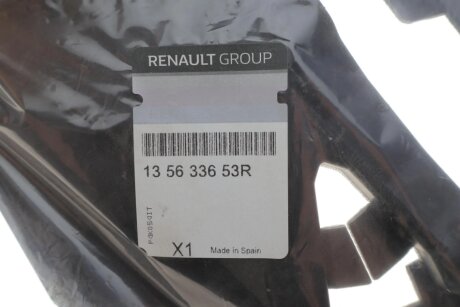 RENAULT GROUP
13 56 336 53R
X1 Made in Spain